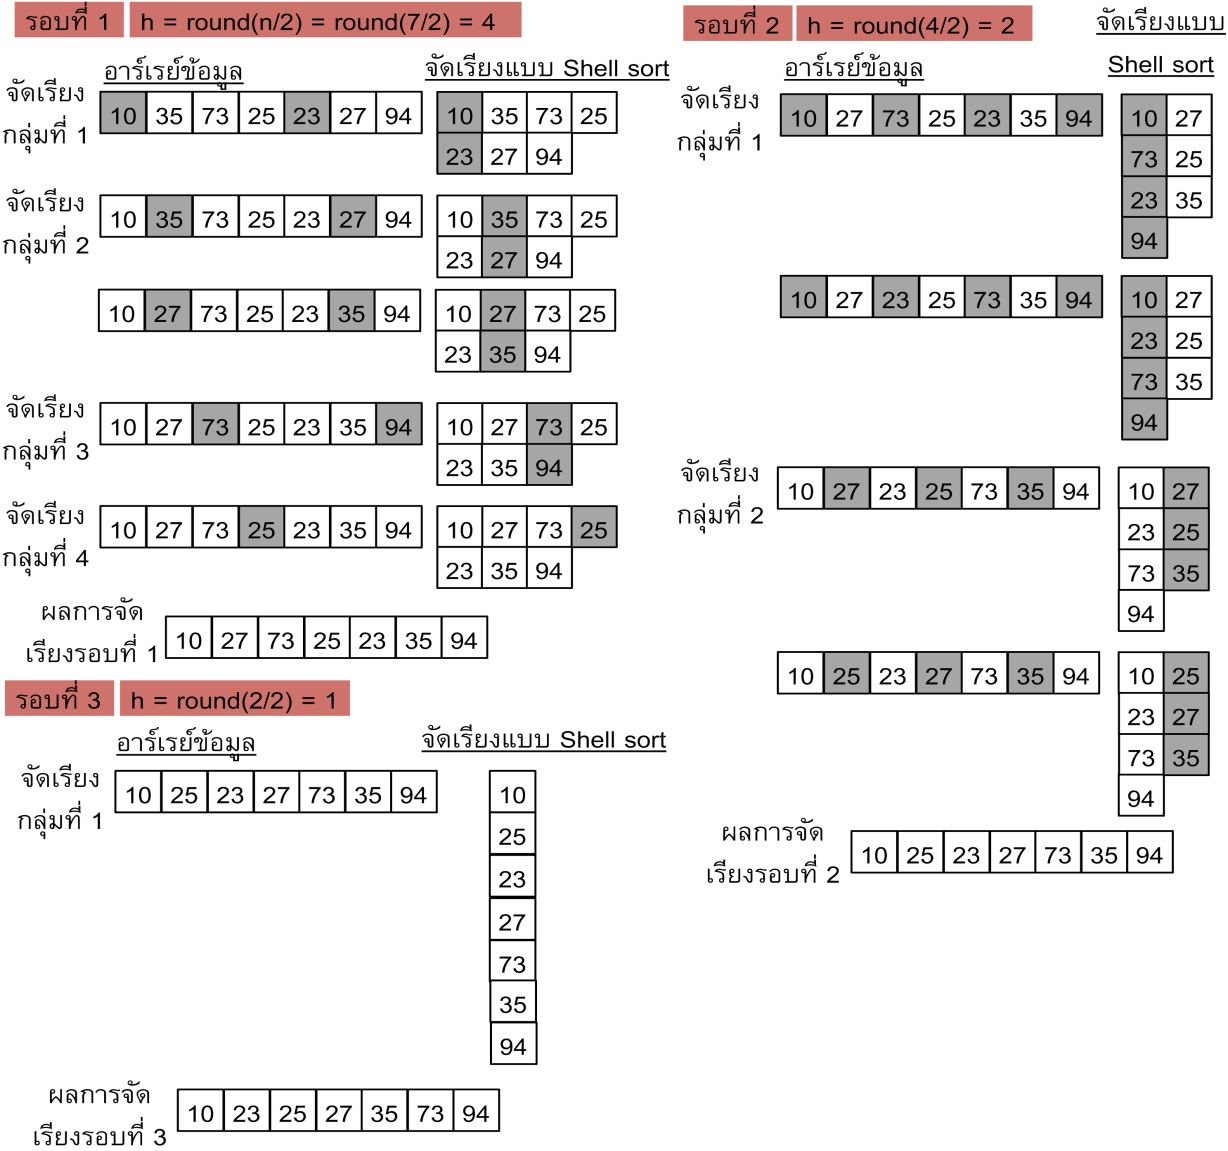 รอบที่ 1 h = round(n/2) = round(7/2) = 4
อาร์เรย์ข้อมูล จัดเรียงแบบ Shell sort
จัดเรียง
กลุ่มที่ 1
10 35 73 25 23 27 94
10 35 73 25
23 27 94
จัดเรียง
กลุ่มที่ 2
10 35 73 25 23 27 94
10 35 73 25
23 27 94
10 27 73 25 23 35 94
10 27 73 25
23 35 94
จัดเรียง
กลุ่มที่ 3
10 27 73 25 23 35 94
10 27 73 25
23 35 94
จัดเรียง
กลุ่มที่ 4
10 27 73 25 23 35 94
10 27 73 25
23 35 94
ผลการจัด
เรียงรอบที่ 1
10 27 73 25 23 35 94
รอบที่ 3 h = round(2/2) = 1
อาร์เรย์ข้อมูล จัดเรียงแบบ Shell sort
จัดเรียง
กลุ่มที่ 1
10 25 23 27 73 35 94
10
25
23
27
73
35
94
ผลการจัด
เรียงรอบที่ 3
10 23 25 27 35 73 94
รอบที่ 2 h = round(4/2) = 2
จัดเรียงแบบ
Shell sort
อาร์เรย์ข้อมูล
จัดเรียง
กลุ่มที่ 1
10 27 73 25 23 35 94
10 27
73 25
23 35
94
10 27 23 25 73 35 94
10 27
23 25
73 35
94
จัดเรียง
กลุ่มที่ 2
10 27 23 25 73 35 94
10 27
23 25
73 35
94
10 25 23 27 73 35 94
10 25
23 27
73 35
94
ผลการจัด
เรียงรอบที่ 2
10 25 23 27 73 35 94